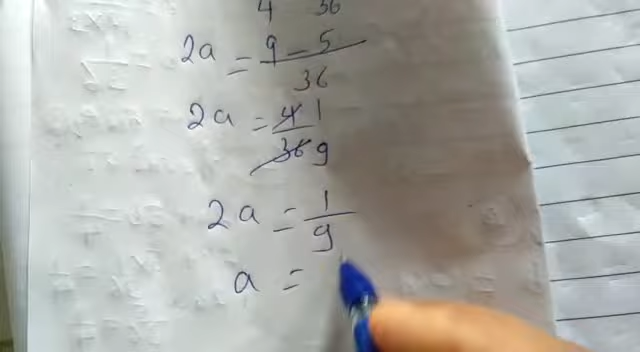 4 36
2a = 9 - 5
36
2a = 4 1
36 9
2a = 1
9
a =